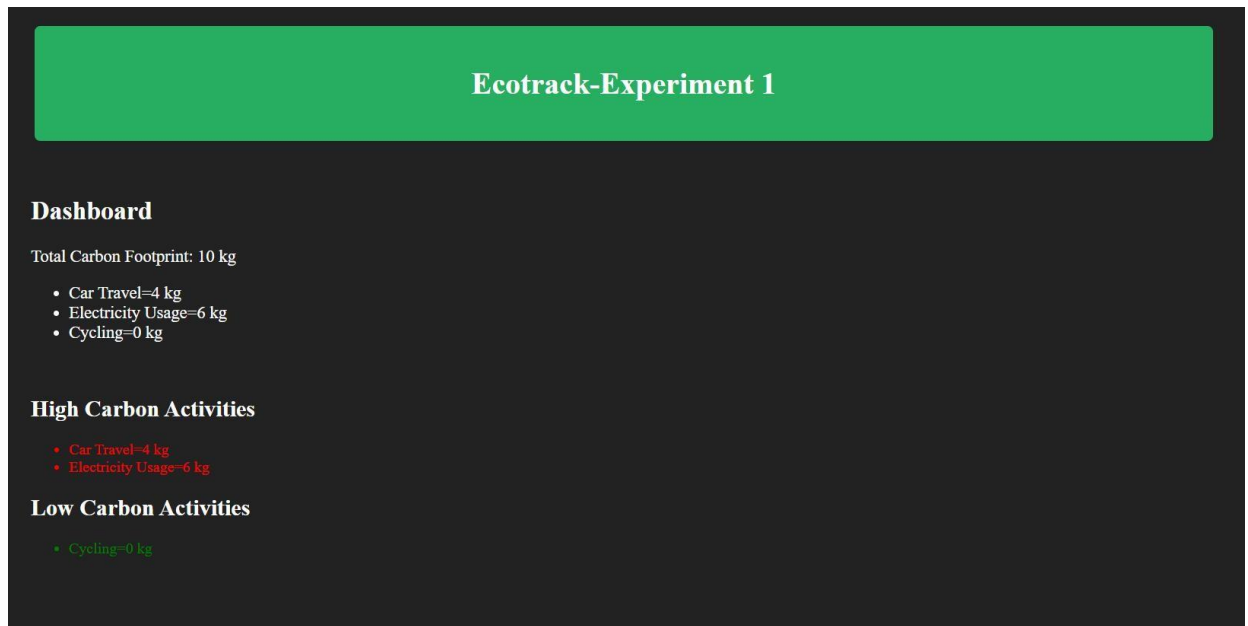 Ecotrack-Experiment 1
Dashboard
Total Carbon Footprint: 10 kg
Car Travel=4 kg
Electricity Usage=6 kg
Cycling=0 kg
High Carbon Activities
Car Travel=4 kg
Electricity Usage=6 kg
Low Carbon Activities
Cycling=0 kg